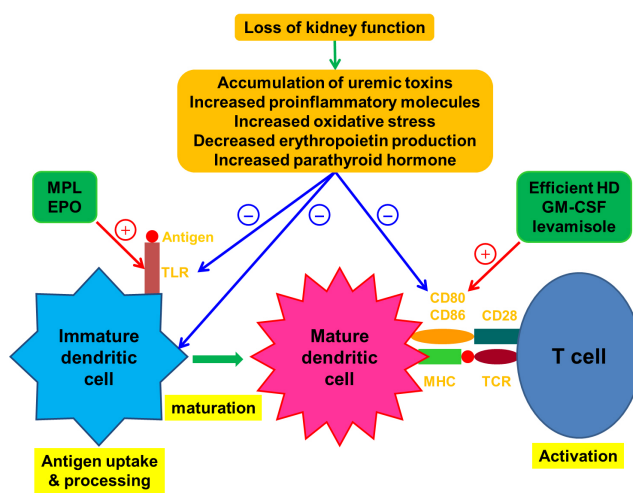 Loss of kidney function
Accumulation of uremic toxins
Increased proinflammatory molecules
Increased oxidative stress
Decreased erythropoietin production
Increased parathyroid hormone
MPL
EPO
Efficient HD
GM-CSF
levamisole
−
−
−
+
+
Antigen
TLR
CD80
CD86
CD28
Immature
dendritic
cell
Mature
dendritic
cell
T cell
MHC
TCR
maturation
Antigen uptake
& processing
Activation